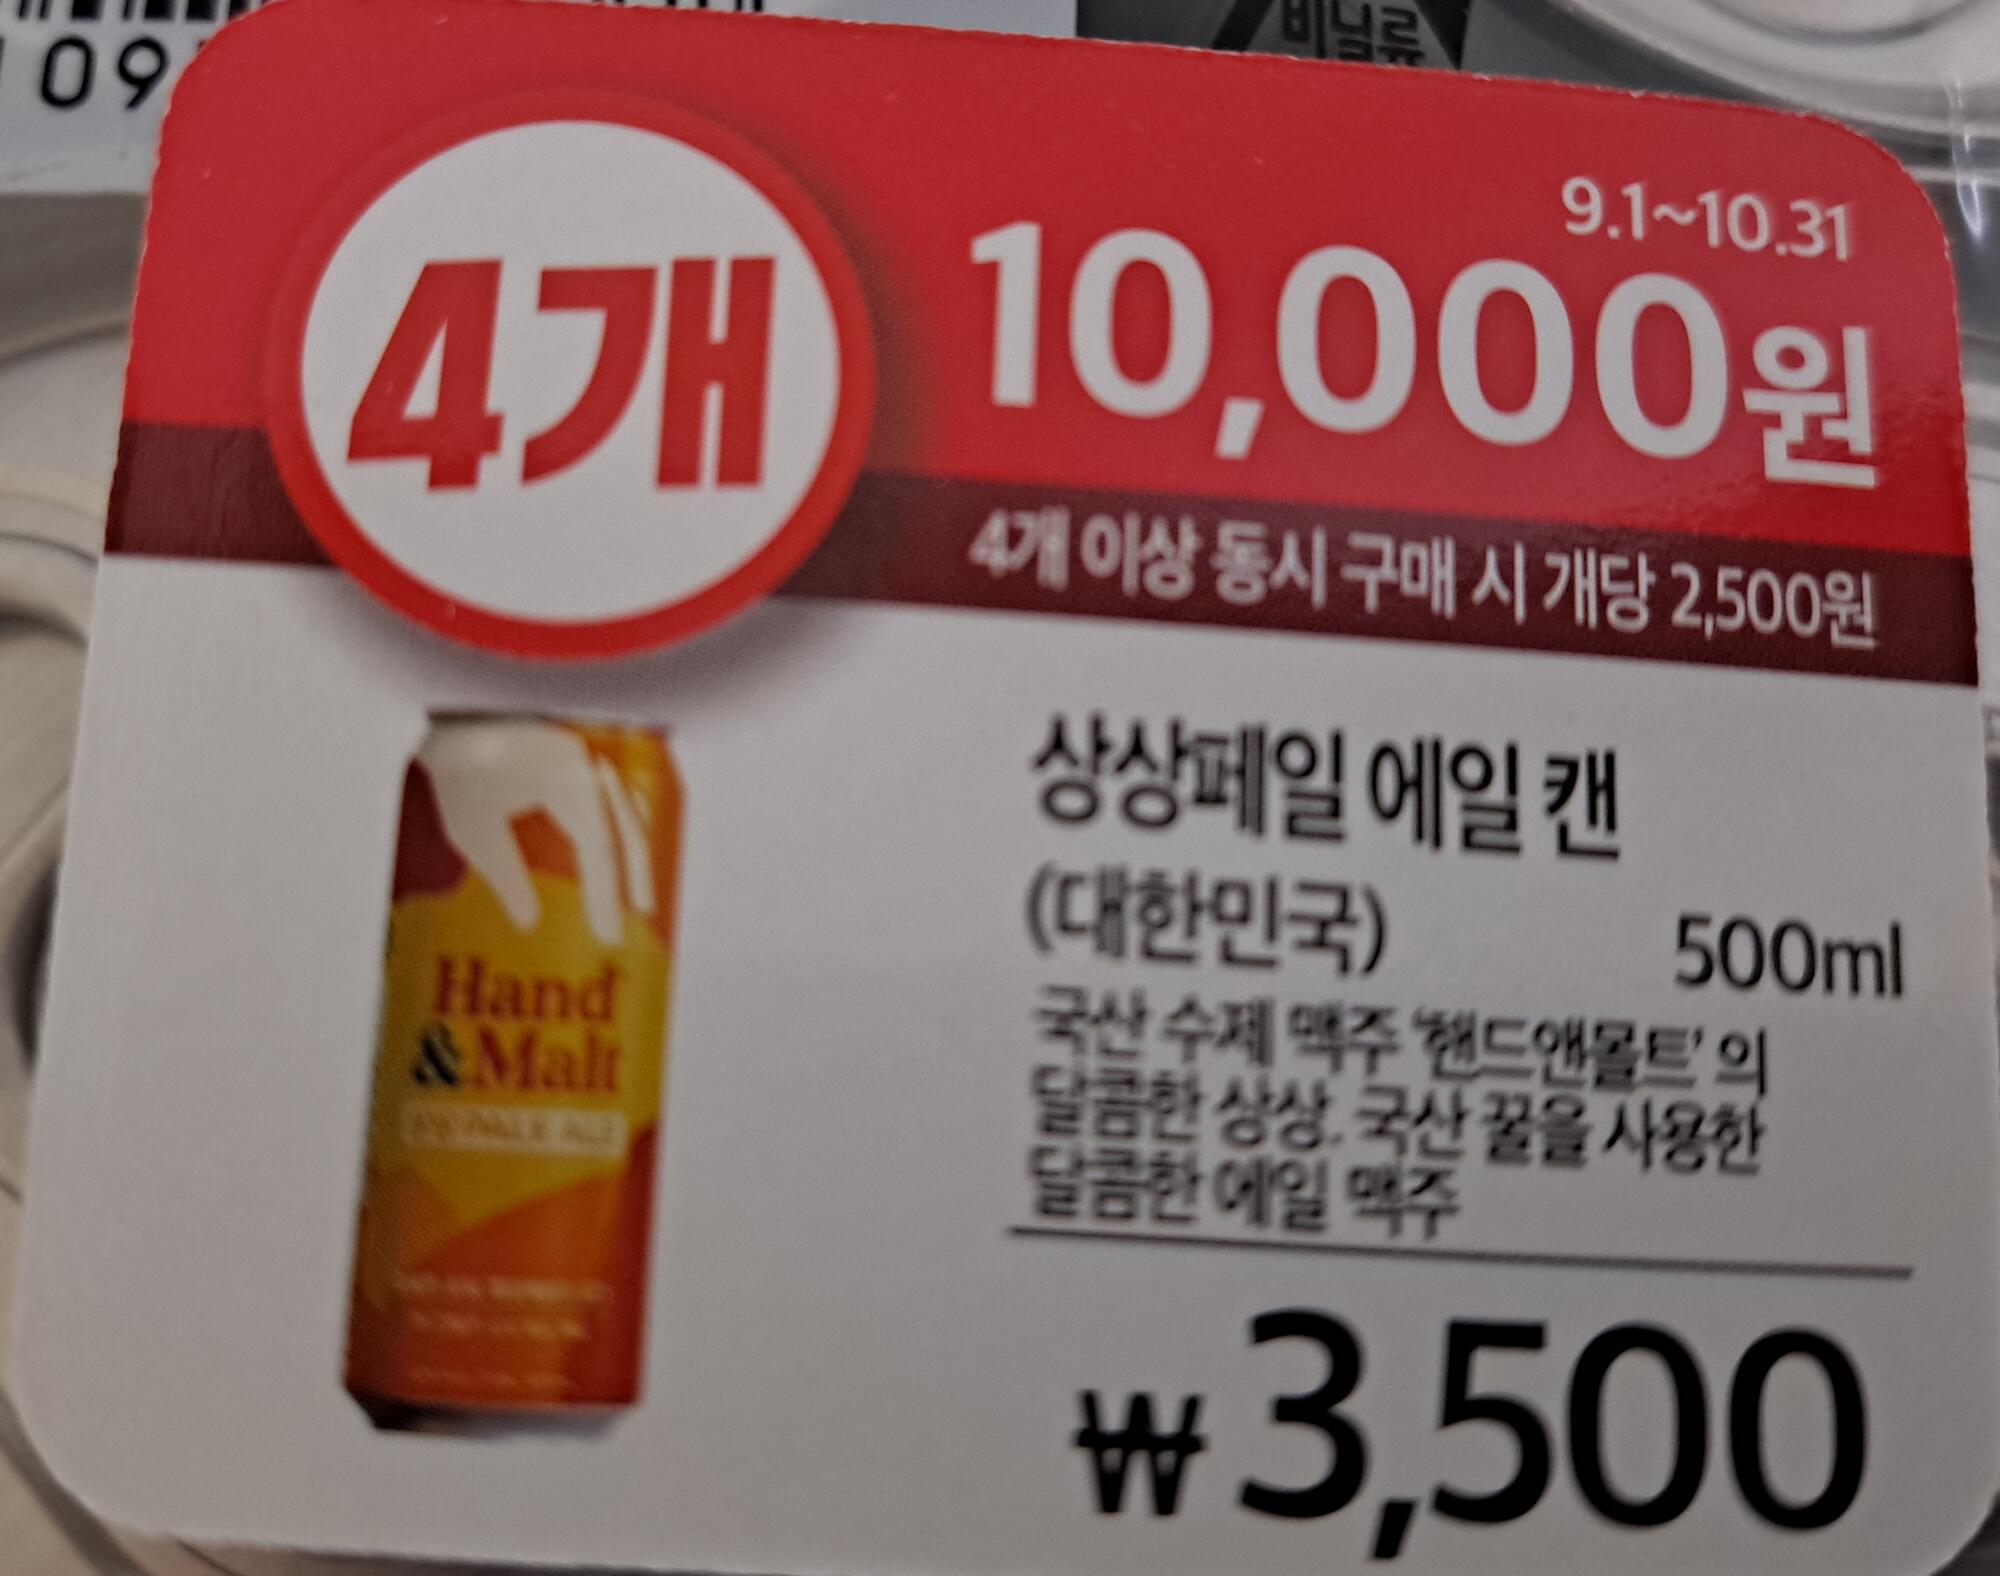 109
9.1~10.31
4개
10,000원
4개 이상 동시 구매 시 개당 2,500원
상상페일 에일 캔
(대한민국)
500ml
국산 수제 맥주 ‘핸드앤몰트’ 의
달콤한 상상. 국산 꿀을 사용한
달콤한 에일 맥주
₩3,500
Hand
&Malt
PALE ALE